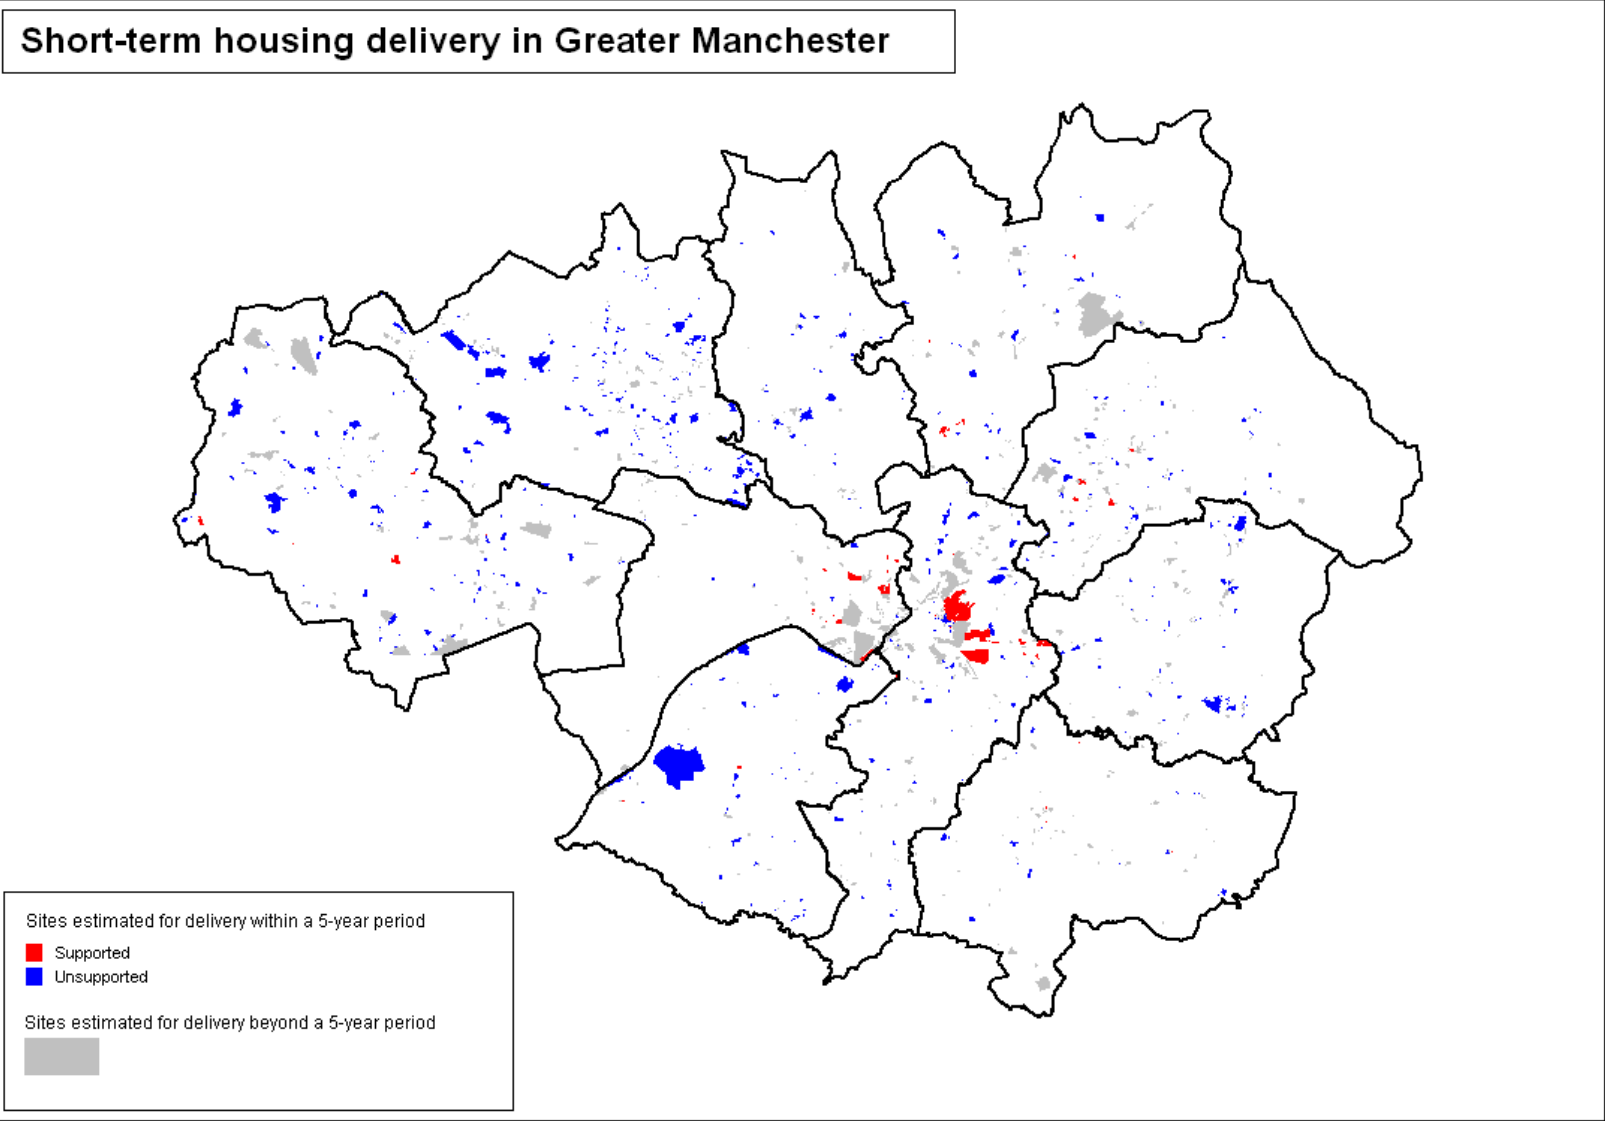 Short-term housing delivery in Greater Manchester
Sites estimated for delivery within a 5-year period
Supported
Unsupported
Sites estimated for delivery beyond a 5-year period